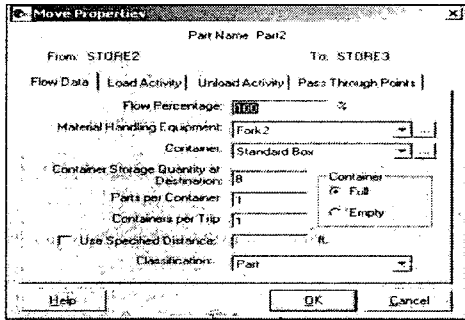 Move Properties
Part Name: Part2
From: STORE2 To: STORE3
Flow Data Load Activity Unload Activity Pass Through Points
Flow Percentage: 100 %
Material Handling Equipment: Fork2 ...
Container: Standard Box ...
Container Storage Quantity at
Destination: 8
Container
Full
Parts per Container 1
Empty
Containers per Trip 1
Use Specified Distance: ft.
Classification: Part
Help OK Cancel